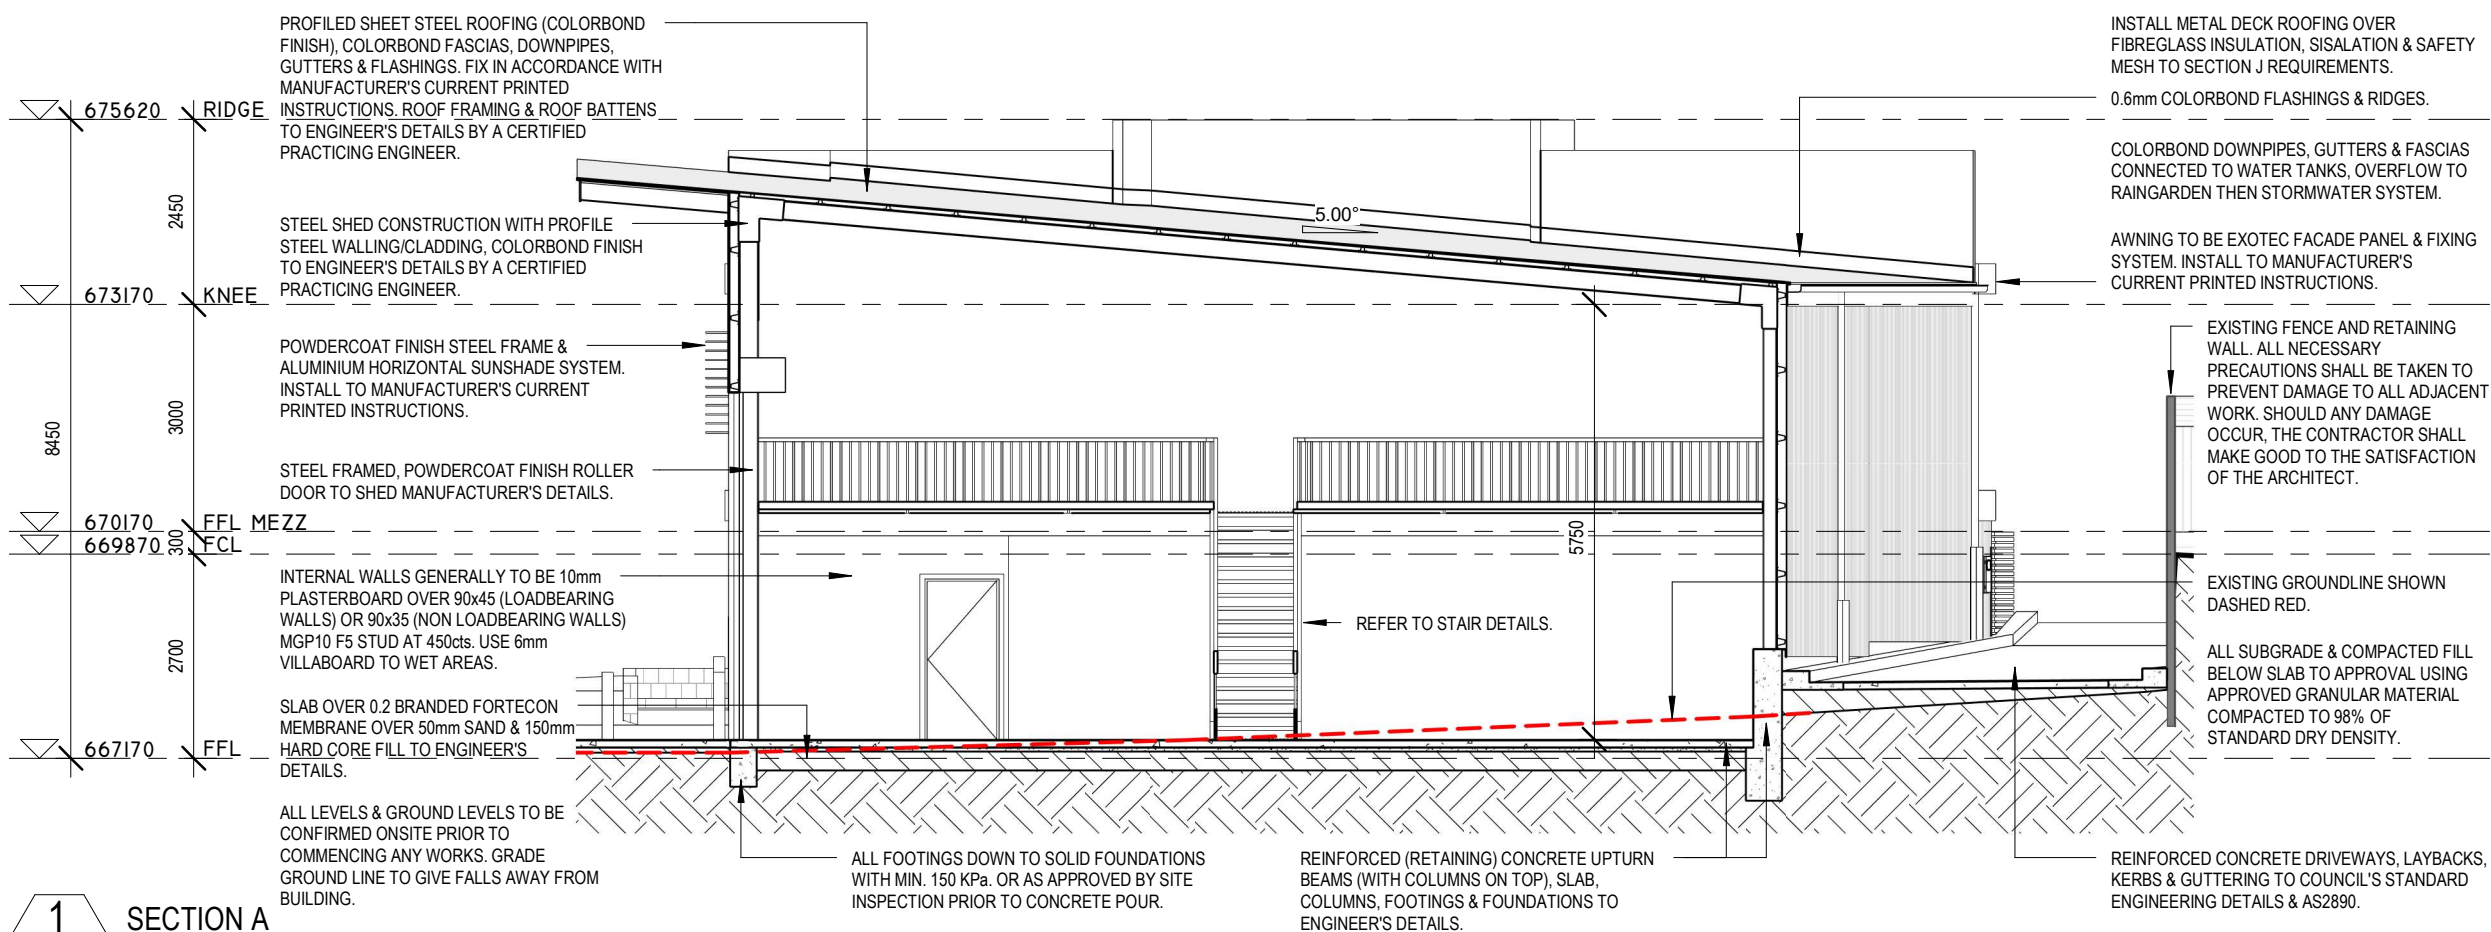 PROFILED SHEET STEEL ROOFING (COLORBOND
FINISH), COLORBOND FASCIAS, DOWNPIPES,
GUTTERS & FLASHINGS. FIX IN ACCORDANCE WITH
MANUFACTURER'S CURRENT PRINTED
INSTRUCTIONS. ROOF FRAMING & ROOF BATTENS
TO ENGINEER'S DETAILS BY A CERTIFIED
PRACTICING ENGINEER.
STEEL SHED CONSTRUCTION WITH PROFILE
STEEL WALLING/CLADDING, COLORBOND FINISH
TO ENGINEER'S DETAILS BY A CERTIFIED
PRACTICING ENGINEER.
POWDERCOAT FINISH STEEL FRAME &
ALUMINIUM HORIZONTAL SUNSHADE SYSTEM.
INSTALL TO MANUFACTURER'S CURRENT
PRINTED INSTRUCTIONS.
STEEL FRAMED, POWDERCOAT FINISH ROLLER
DOOR TO SHED MANUFACTURER'S DETAILS.
INTERNAL WALLS GENERALLY TO BE 10mm
PLASTERBOARD OVER 90x45 (LOADBEARING
WALLS) OR 90x35 (NON LOADBEARING WALLS)
MGP10 F5 STUD AT 450cts. USE 6mm
VILLABOARD TO WET AREAS.
SLAB OVER 0.2 BRANDED FORTECON
MEMBRANE OVER 50mm SAND & 150mm
HARD CORE FILL TO ENGINEER'S
DETAILS.
ALL LEVELS & GROUND LEVELS TO BE
CONFIRMED ONSITE PRIOR TO
COMMENCING ANY WORKS. GRADE
GROUND LINE TO GIVE FALLS AWAY FROM
BUILDING.
675620 RIDGE
2450
673170 KNEE
3000
8450
670170 FFL MEZZ
300
669870 FCL
2700
667170 FFL
5.00°
5750
REFER TO STAIR DETAILS.
ALL FOOTINGS DOWN TO SOLID FOUNDATIONS
WITH MIN. 150 KPa. OR AS APPROVED BY SITE
INSPECTION PRIOR TO CONCRETE POUR.
REINFORCED (RETAINING) CONCRETE UPTURN
BEAMS (WITH COLUMNS ON TOP), SLAB,
COLUMNS, FOOTINGS & FOUNDATIONS TO
ENGINEER'S DETAILS.
INSTALL METAL DECK ROOFING OVER
FIBREGLASS INSULATION, SISALATION & SAFETY
MESH TO SECTION J REQUIREMENTS.
0.6mm COLORBOND FLASHINGS & RIDGES.
COLORBOND DOWNPIPES, GUTTERS & FASCIAS
CONNECTED TO WATER TANKS, OVERFLOW TO
RAINGARDEN THEN STORMWATER SYSTEM.
AWNING TO BE EXOTEC FACADE PANEL & FIXING
SYSTEM. INSTALL TO MANUFACTURER'S
CURRENT PRINTED INSTRUCTIONS.
EXISTING FENCE AND RETAINING
WALL. ALL NECESSARY
PRECAUTIONS SHALL BE TAKEN TO
PREVENT DAMAGE TO ALL ADJACENT
WORK. SHOULD ANY DAMAGE
OCCUR, THE CONTRACTOR SHALL
MAKE GOOD TO THE SATISFACTION
OF THE ARCHITECT.
EXISTING GROUNDLINE SHOWN
DASHED RED.
ALL SUBGRADE & COMPACTED FILL
BELOW SLAB TO APPROVAL USING
APPROVED GRANULAR MATERIAL
COMPACTED TO 98% OF
STANDARD DRY DENSITY.
REINFORCED CONCRETE DRIVEWAYS, LAYBACKS,
KERBS & GUTTERING TO COUNCIL'S STANDARD
ENGINEERING DETAILS & AS2890.
1 SECTION A